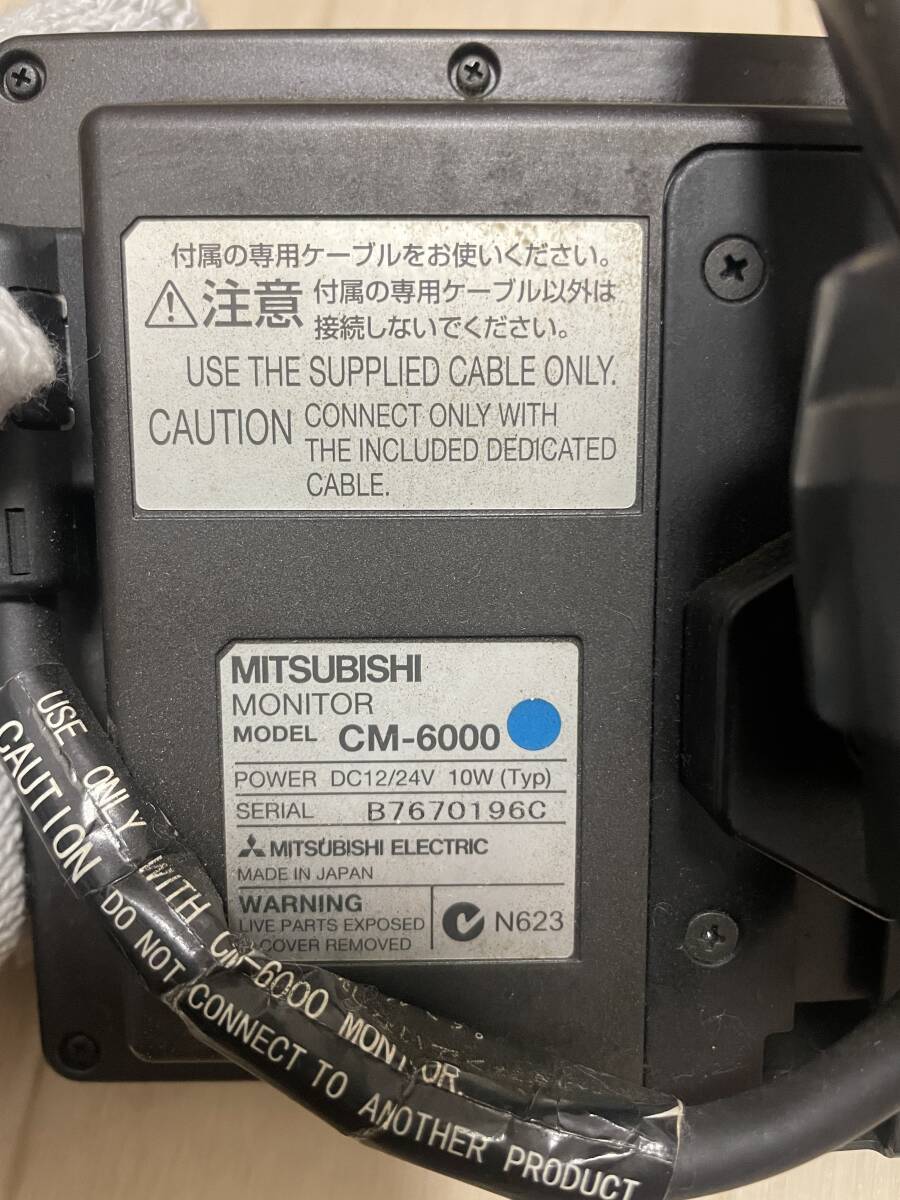 付属の専用ケーブルをお使いください。
注意 付属の専用ケーブル以外は
接続しないでください。
USE THE SUPPLIED CABLE ONLY.
CAUTION CONNECT ONLY WITH
THE INCLUDED DEDICATED
CABLE.
MITSUBISHI
MONITOR
MODEL CM-6000
POWER DC12/24V 10W (Typ)
SERIAL B7670196C
MITSUBISHI ELECTRIC
MADE IN JAPAN
WARNING
LIVE PARTS EXPOSED
COVER REMOVED
N623
USE ONLY WITH CM-6000 MONITOR.
CAUTION DO NOT CONNECT TO ANOTHER PRODUCT